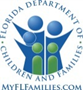 FLORIDA DEPARTMENT OF
CHILDREN AND FAMILIES
MYFLFAMILIES.COM